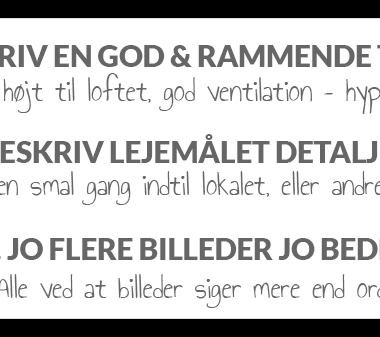 RIV EN GOD & RAMMENDE
højt til loftet, god ventilation - hyp
ESKRIV LEJEMÅLET DETALJ
en smal gang indtil lokalet, eller andre
. JO FLERE BILLEDER JO BED
Alle ved at billeder siger mere end ord